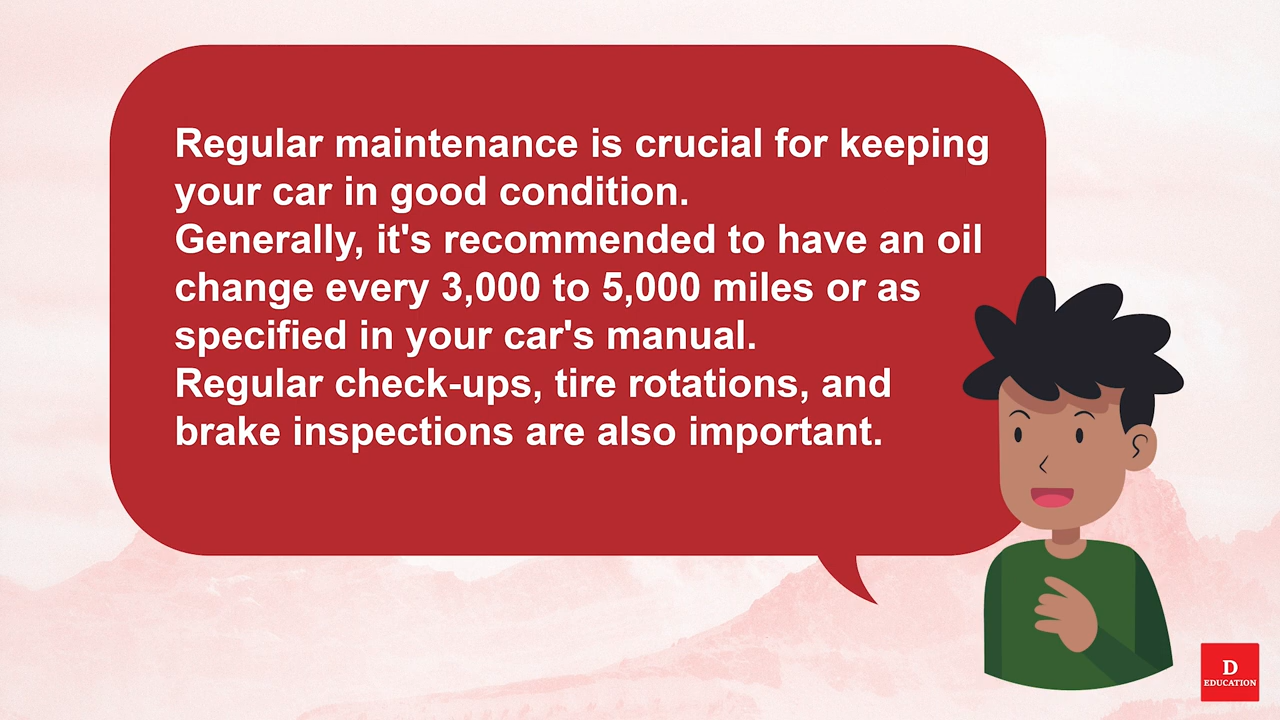 Regular maintenance is crucial for keeping
your car in good condition.
Generally, it's recommended to have an oil
change every 3,000 to 5,000 miles or as
specified in your car's manual.
Regular check-ups, tire rotations, and
brake inspections are also important.
D
EDUCATION